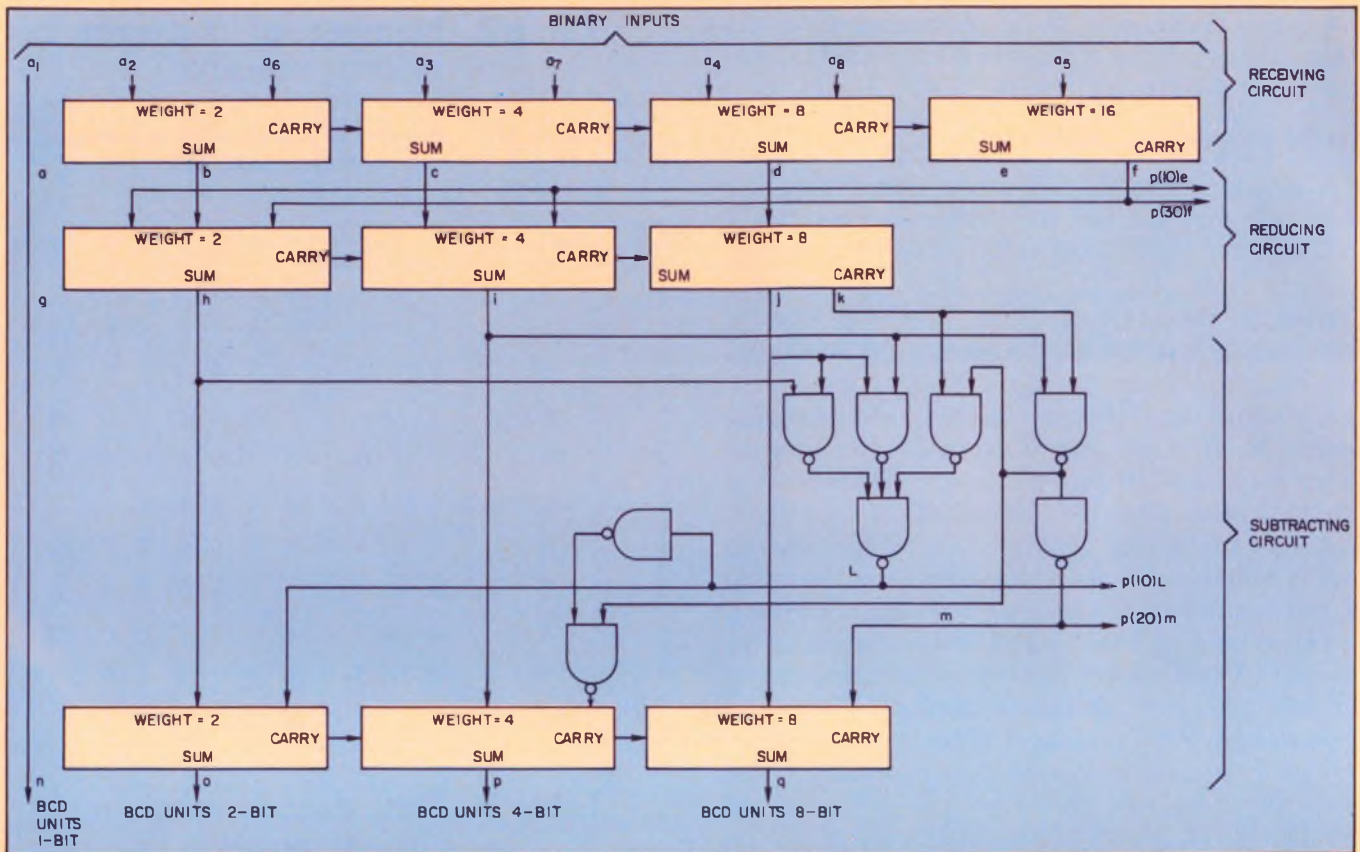 BINARY INPUTS
a1 a2 a6 a3 a7 a4 a8 a5
RECEIVING
CIRCUIT
WEIGHT = 2
CARRY
SUM
WEIGHT = 4
CARRY
SUM
WEIGHT = 8
CARRY
SUM
WEIGHT = 16
SUM
CARRY
a b c d e f
p(10)e
p(30)f
REDUCING
CIRCUIT
WEIGHT = 2
CARRY
SUM
WEIGHT = 4
CARRY
SUM
WEIGHT = 8
SUM
CARRY
g h i j k
SUBTRACTING
CIRCUIT
L
p(10)L
m
p(20)m
WEIGHT = 2
CARRY
SUM
WEIGHT = 4
CARRY
SUM
WEIGHT = 8
SUM
n o p q
BCD
UNITS
1-BIT
BCD UNITS 2-BIT
BCD UNITS 4-BIT
BCD UNITS 8-BIT